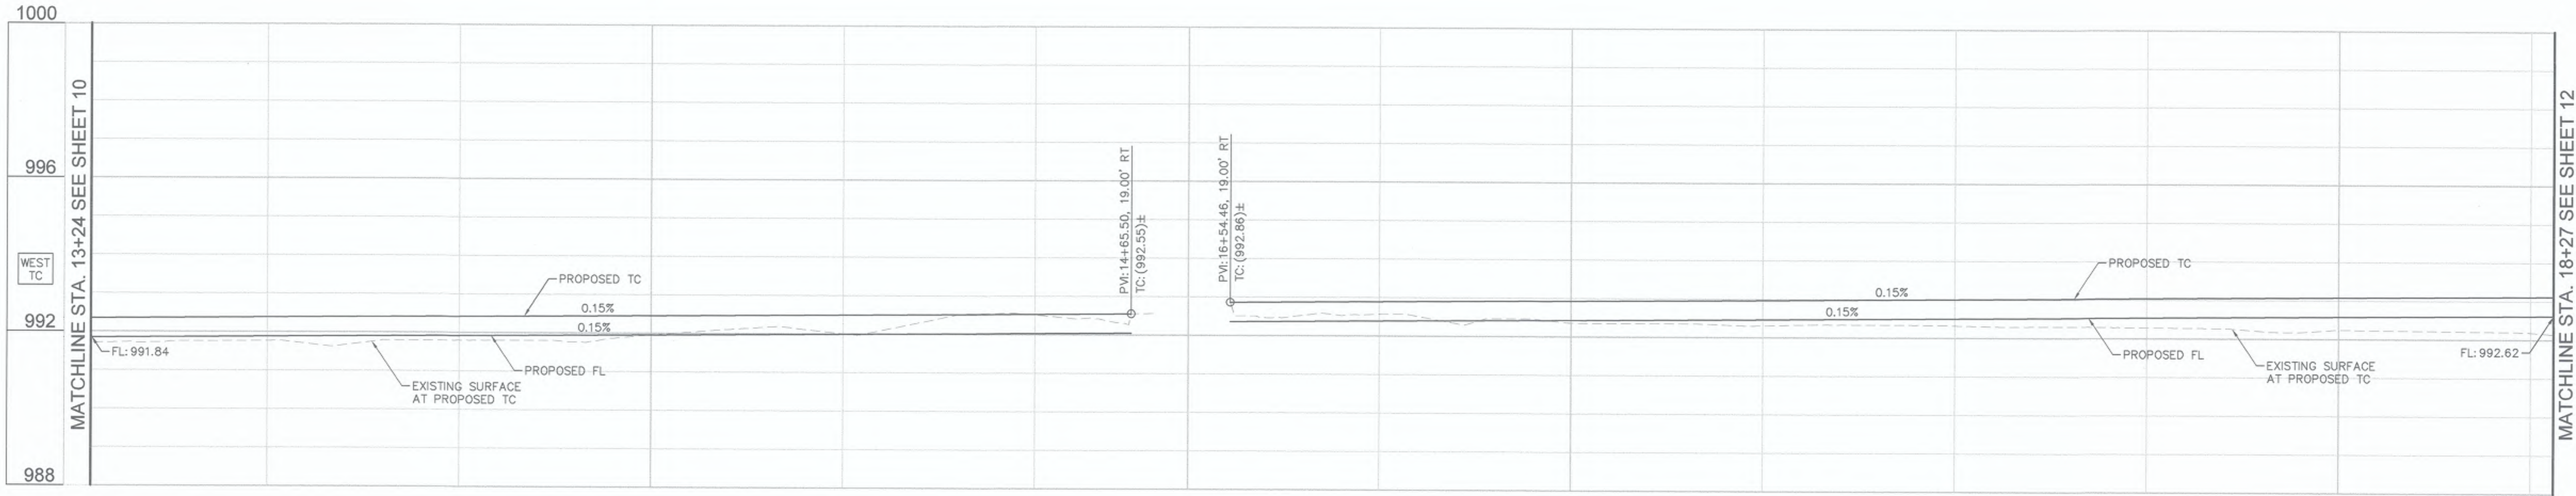 1000
996
992
988
WEST
TC
MATCHLINE STA. 13+24 SEE SHEET 10
FL: 991.84
PROPOSED TC
0.15%
0.15%
PROPOSED FL
EXISTING SURFACE
AT PROPOSED TC
PVI:14+65.50, 19.00' RT
TC:(992.55)±
PVI:16+54.46, 19.00' RT
TC:(992.86)±
0.15%
0.15%
PROPOSED TC
PROPOSED FL
EXISTING SURFACE
AT PROPOSED TC
FL: 992.62
MATCHLINE STA. 18+27 SEE SHEET 12